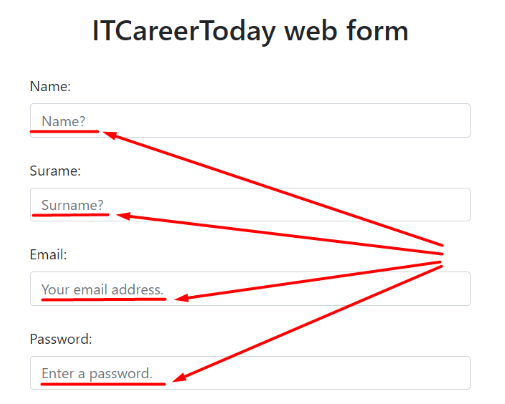 ITCareerToday web form
Name:
Name?
Surame:
Surname?
Email:
Your email address.
Password:
Enter a password.